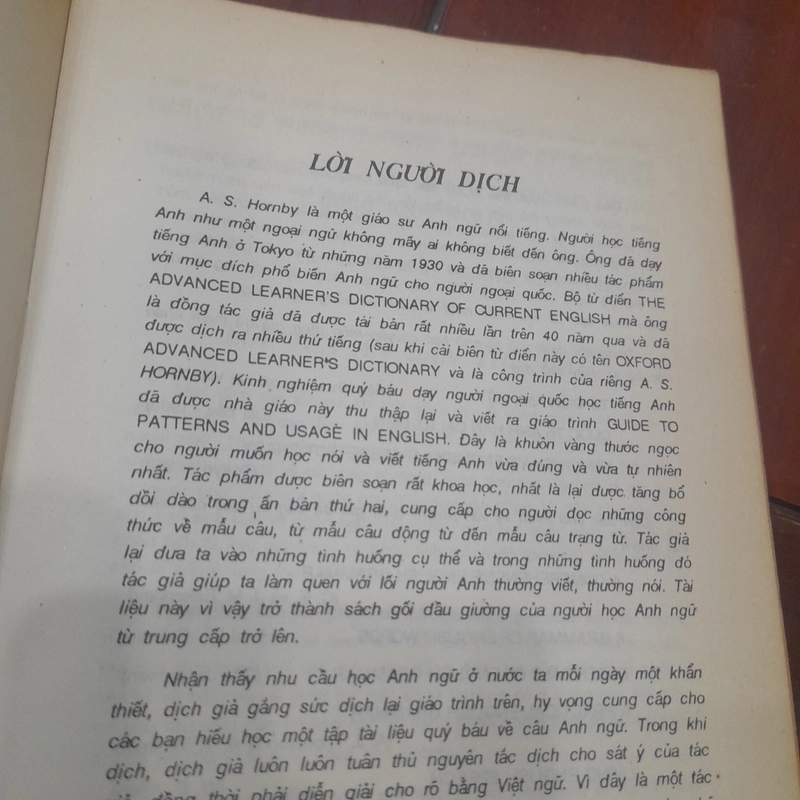 LỜI NGƯỜI DỊCH
A. S. Hornby là một giáo sư Anh ngữ nổi tiếng. Người học tiếng
Anh như một ngoại ngữ không mấy ai không biết đến ông. Ông đã dạy
tiếng Anh ở Tokyo từ những năm 1930 và đã biên soạn nhiều tác phẩm
với mục đích phổ biến Anh ngữ cho người ngoại quốc. Bộ từ điển THE
ADVANCED LEARNER'S DICTIONARY OF CURRENT ENGLISH mà ông
là đồng tác giả đã được tái bản rất nhiều lần trên 40 năm qua và đã
được dịch ra nhiều thứ tiếng (sau khi cải biên từ điển này có tên OXFORD
ADVANCED LEARNER'S DICTIONARY và là công trình của riêng A. S.
HORNBY). Kinh nghiệm quý báu dạy người ngoại quốc học tiếng Anh
đã được nhà giáo này thu thập lại và viết ra giáo trình GUIDE TO
PATTERNS AND USAGE IN ENGLISH. Đây là khuôn vàng thước ngọc
cho người muốn học nói và viết tiếng Anh vừa đúng và vừa tự nhiên
nhất. Tác phẩm được biên soạn rất khoa học, nhất là lại được tăng bổ
dồi dào trong ấn bản thứ hai, cung cấp cho người đọc những công
thức về mẫu câu, từ mẫu câu động từ đến mẫu câu trạng từ. Tác giả
lại đưa ta vào những tình huống cụ thể và trong những tình huống đó
tác giả giúp ta làm quen với lối người Anh thường viết, thường nói. Tài
liệu này vì vậy trở thành sách gối đầu giường của người học Anh ngữ
từ trung cấp trở lên.
Nhận thấy nhu cầu học Anh ngữ ở nước ta mỗi ngày một khẩn
thiết, dịch giả gắng sức dịch lại giáo trình trên, hy vọng cung cấp cho
các bạn hiếu học một tập tài liệu quý báu về câu Anh ngữ. Trong khi
dịch, dịch giả luôn luôn tuân thủ nguyên tắc dịch cho sát ý của tác
giả, đồng thời phải diễn giải cho rõ bằng Việt ngữ. Vì đây là một tác